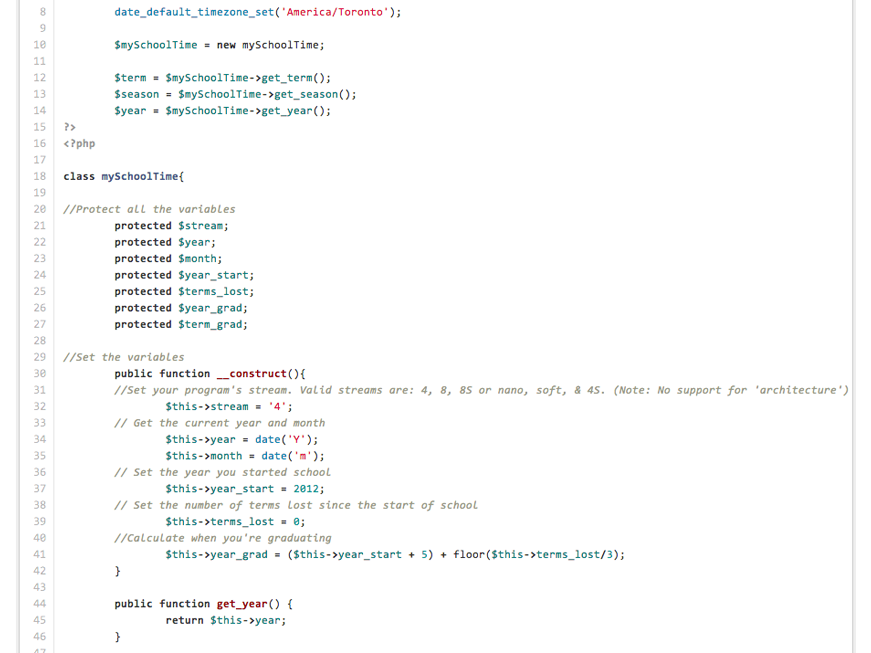 8 date_default_timezone_set('America/Toronto');
9
10 $mySchoolTime = new mySchoolTime;
11
12 $term = $mySchoolTime->get_term();
13 $season = $mySchoolTime->get_season();
14 $year = $mySchoolTime->get_year();
15 ?>
16 <?php
17
18 class mySchoolTime{
19
20 //Protect all the variables
21 protected $stream;
22 protected $year;
23 protected $month;
24 protected $year_start;
25 protected $terms_lost;
26 protected $year_grad;
27 protected $term_grad;
28
29 //Set the variables
30 public function __construct(){
31 //Set your program's stream. Valid streams are: 4, 8, 8S or nano, soft, & 4S. (Note: No support for 'architecture')
32 $this->stream = '4';
33 // Get the current year and month
34 $this->year = date('Y');
35 $this->month = date('m');
36 // Set the year you started school
37 $this->year_start = 2012;
38 // Set the number of terms lost since the start of school
39 $this->terms_lost = 0;
40 //Calculate when you're graduating
41 $this->year_grad = ($this->year_start + 5) + floor($this->terms_lost/3);
42 }
43
44 public function get_year() {
45 return $this->year;
46 }
47